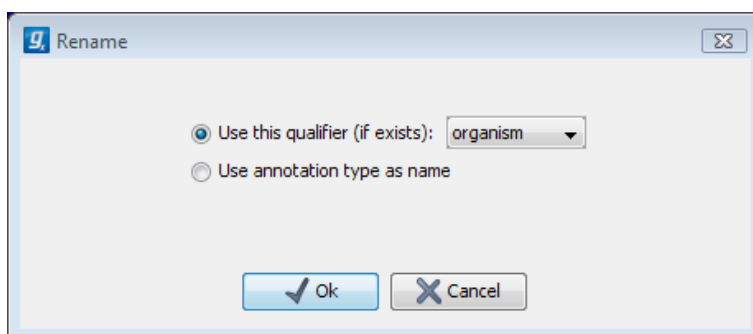 Rename
Use this qualifier (if exists): organism
Use annotation type as name
Ok Cancel